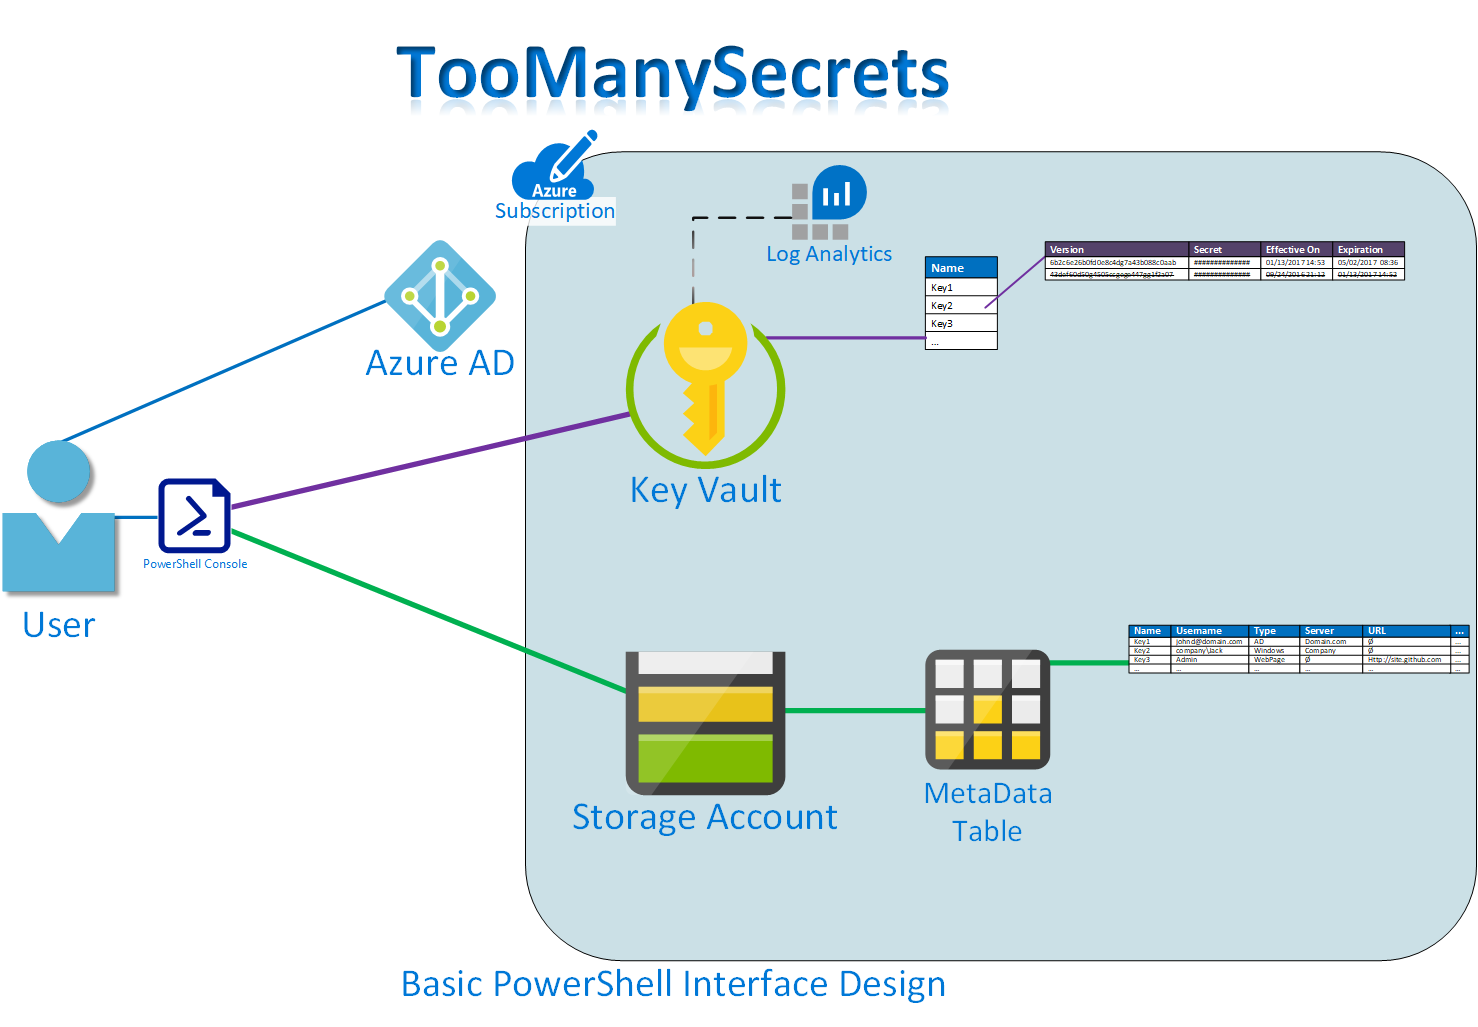 TooManySecrets
Azure
Subscription
Log Analytics
Azure AD
Name
Key1
Key2
Key3
...
Version Secret Effective On Expiration
6b2c6e26b0fd0e8c4dg7a43b088c0aab ############## 01/13/2017 14:53 05/02/2017 08:36
############## 09/24/2016 21:12 01/13/2017 14:52
Key Vault
PowerShell Console
User
Name Username Type Server URL ...
Key1 johnd@domain.com AD Domain.com Ø ...
Key2 company\Jack Windows Company Ø ...
Key3 Admin WebPage Ø Http://site.github.com ...
... ... ... ... ... ...
Storage Account
MetaData
Table
Basic PowerShell Interface Design